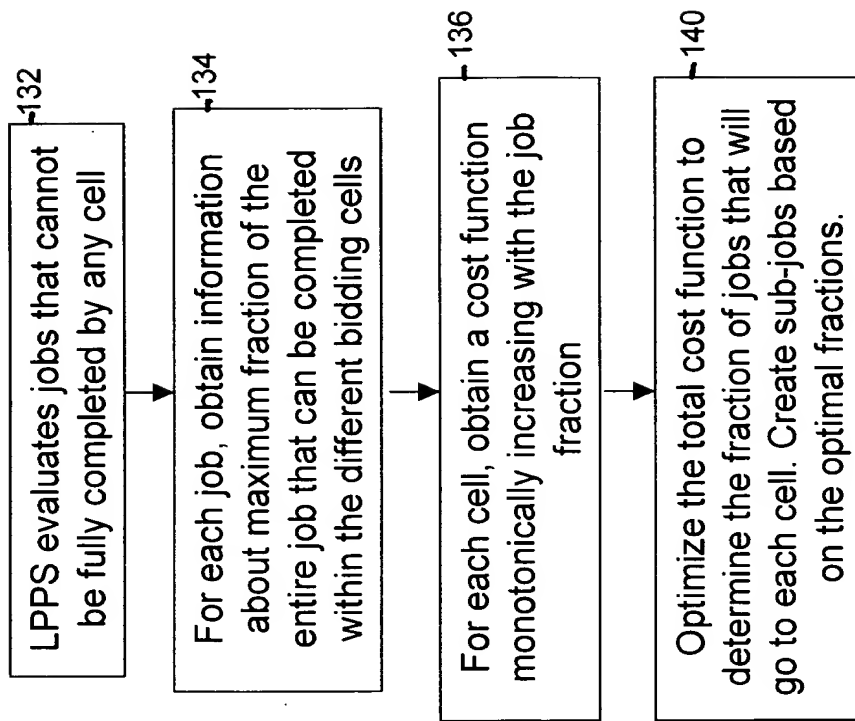 132
LPPS evaluates jobs that cannot
be fully completed by any cell
134
For each job, obtain information
about maximum fraction of the
entire job that can be completed
within the different bidding cells
136
For each cell, obtain a cost function
monotonically increasing with the job
fraction
140
Optimize the total cost function to
determine the fraction of jobs that will
go to each cell. Create sub-jobs based
on the optimal fractions.